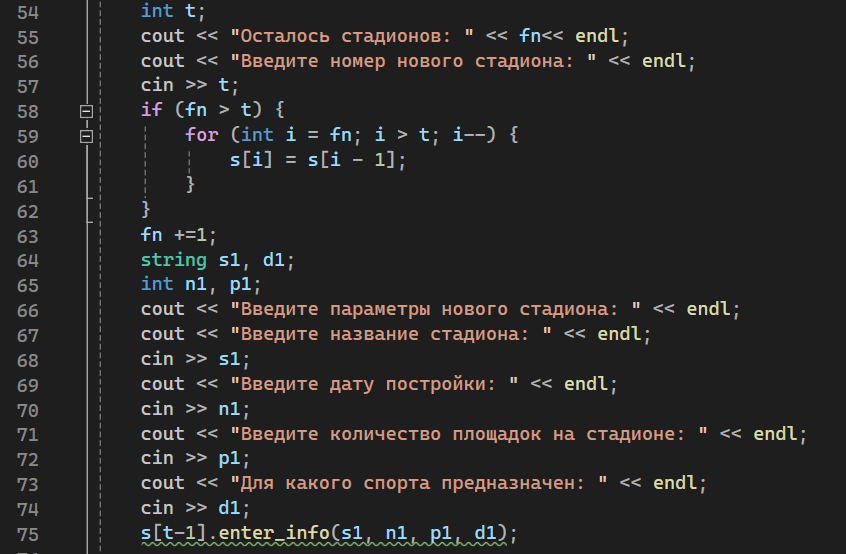 54 int t;
55 cout << "Осталось стадионов: " << fn<< endl;
56 cout << "Введите номер нового стадиона: " << endl;
57 cin >> t;
58 if (fn > t) {
59 for (int i = fn; i > t; i--) {
60 s[i] = s[i - 1];
61 }
62 }
63 fn +=1;
64 string s1, d1;
65 int n1, p1;
66 cout << "Введите параметры нового стадиона: " << endl;
67 cout << "Введите название стадиона: " << endl;
68 cin >> s1;
69 cout << "Введите дату постройки: " << endl;
70 cin >> n1;
71 cout << "Введите количество площадок на стадионе: " << endl;
72 cin >> p1;
73 cout << "Для какого спорта предназначен: " << endl;
74 cin >> d1;
75 s[t-1].enter_info(s1, n1, p1, d1);